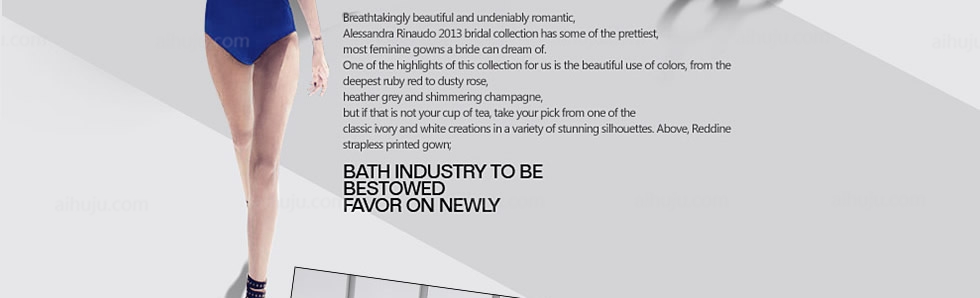 Breathtakingly beautiful and undeniably romantic,
Alessandra Rinaudo 2013 bridal collection has some of the prettiest,
most feminine gowns a bride can dream of.
One of the highlights of this collection for us is the beautiful use of colors, from the
deepest ruby red to dusty rose,
heather grey and shimmering champagne,
but if that is not your cup of tea, take your pick from one of the
classic ivory and white creations in a variety of stunning silhouettes. Above, Reddine
strapless printed gown;
BATH INDUSTRY TO BE
BESTOWED
FAVOR ON NEWLY
aibuju.com